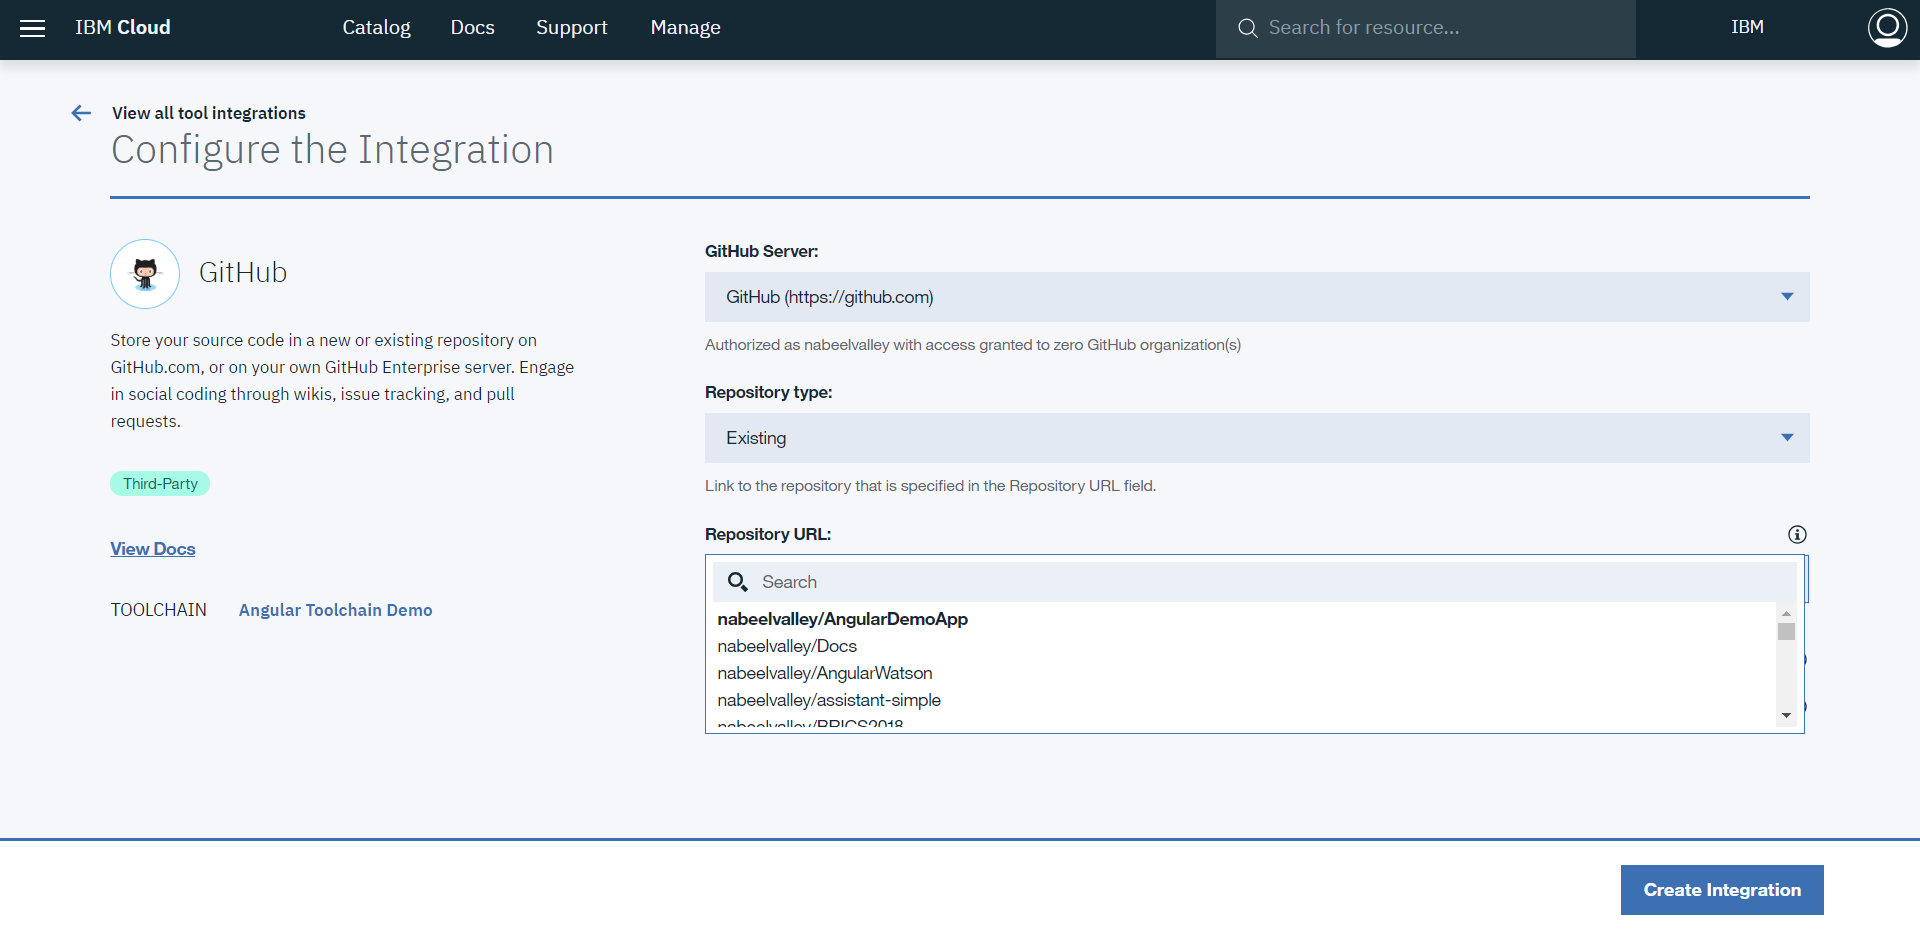 IBM Cloud
Catalog
Docs
Support
Manage
Search for resource...
IBM
View all tool integrations
Configure the Integration
GitHub
Store your source code in a new or existing repository on
GitHub.com, or on your own GitHub Enterprise server. Engage
in social coding through wikis, issue tracking, and pull
requests.
Third-Party
View Docs
TOOLCHAIN Angular Toolchain Demo
GitHub Server:
GitHub (https://github.com)
Authorized as nabeelvalley with access granted to zero GitHub organization(s)
Repository type:
Existing
Link to the repository that is specified in the Repository URL field.
Repository URL:
Search
nabeelvalley/AngularDemoApp
nabeelvalley/Docs
nabeelvalley/AngularWatson
nabeelvalley/assistant-simple
nabeelvalley/BRICS2018
Create Integration